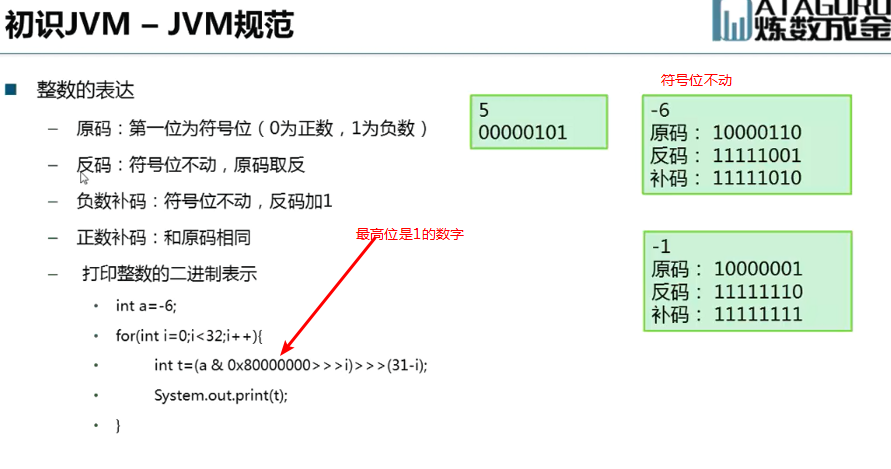 初识JVM – JVM规范
ATAGURU
炼数成金
整数的表达
– 原码：第一位为符号位（0为正数，1为负数）
– 反码：符号位不动，原码取反
– 负数补码：符号位不动，反码加1
– 正数补码：和原码相同
– 打印整数的二进制表示
• int a=-6;
• for(int i=0;i<32;i++){
• int t=(a & 0x80000000>>>i)>>>(31-i);
• System.out.print(t);
• }
最高位是1的数字
5
00000101
符号位不动
-6
原码： 10000110
反码： 11111001
补码： 11111010
-1
原码： 10000001
反码： 11111110
补码： 11111111